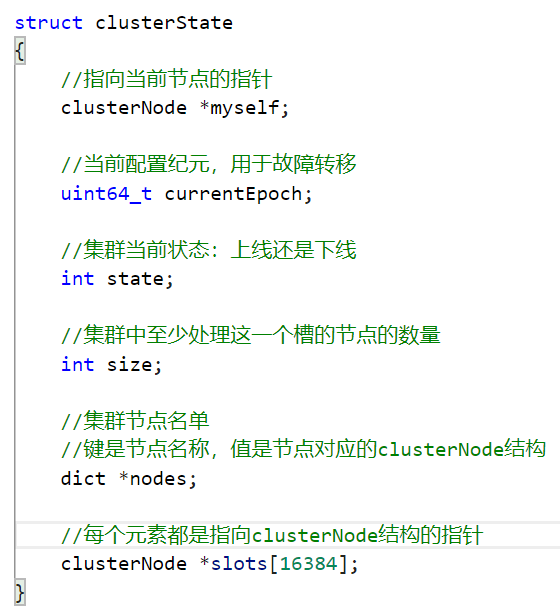 struct clusterState
{
//指向当前节点的指针
clusterNode *myself;
//当前配置纪元，用于故障转移
uint64_t currentEpoch;
//集群当前状态：上线还是下线
int state;
//集群中至少处理这一个槽的节点的数量
int size;
//集群节点名单
//键是节点名称，值是节点对应的clusterNode结构
dict *nodes;
//每个元素都是指向clusterNode结构的指针
clusterNode *slots[16384];
}